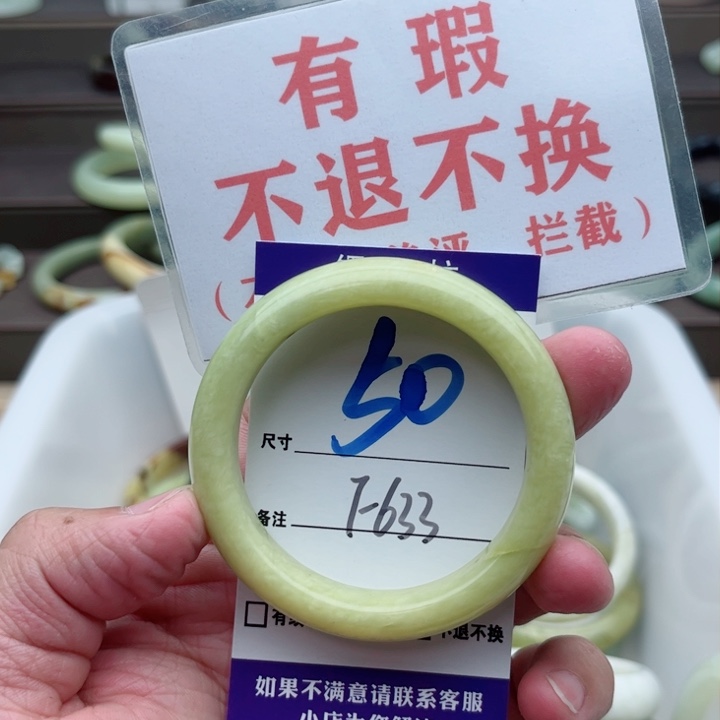 有瑕
不退不换
拦截）
尺寸 50
备注 T-633
不退不换
如果不满意请联系客服